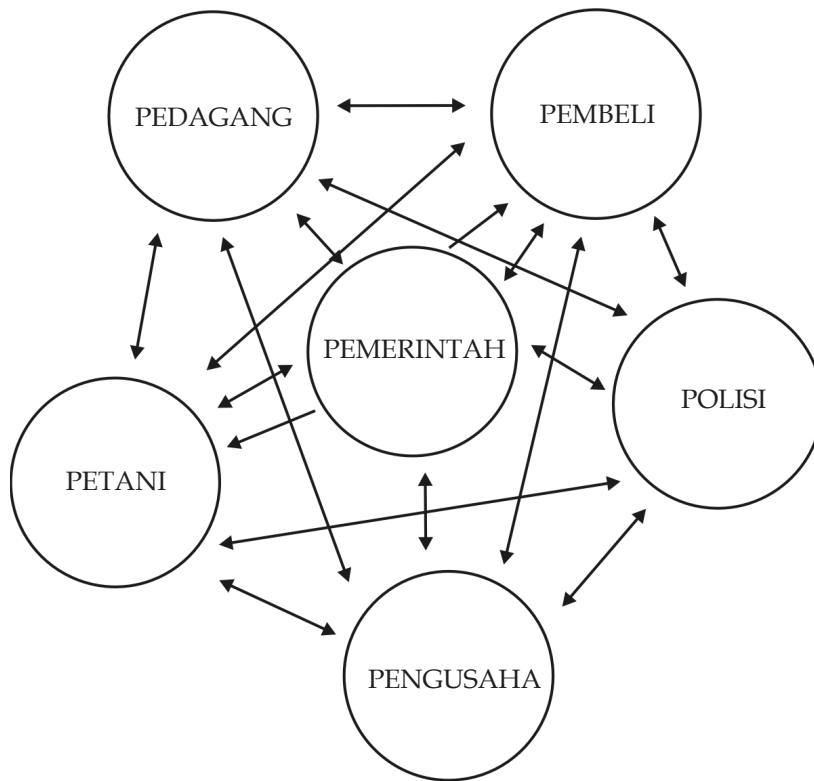 PEDAGANG
PEMBELI
PEMERINTAH
POLISI
PETANI
PENGUSAHA